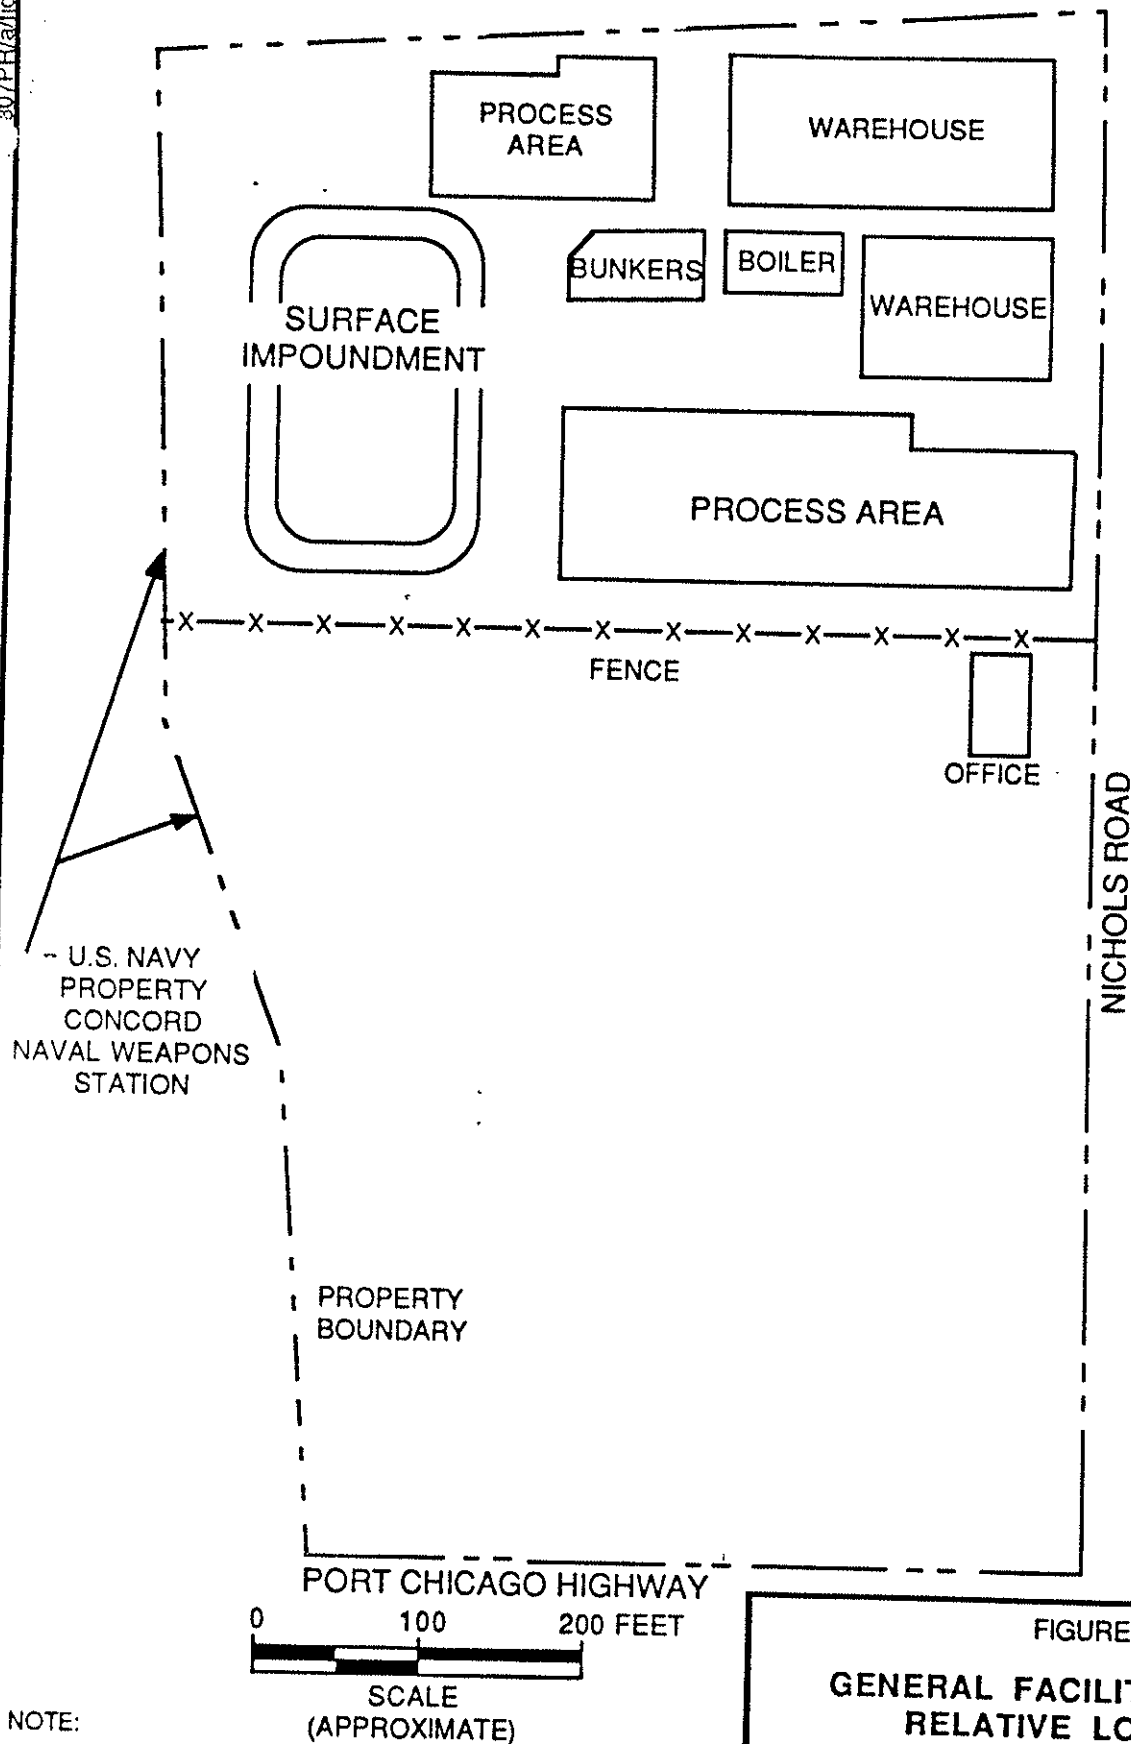 PROCESS
AREA
WAREHOUSE
BUNKERS
BOILER
WAREHOUSE
SURFACE
IMPOUNDMENT
PROCESS AREA
X X X X X X X X X X X X X
FENCE
OFFICE
NICHOLS ROAD
-- U.S. NAVY
PROPERTY
CONCORD
NAVAL WEAPONS
STATION
PROPERTY
BOUNDARY
PORT CHICAGO HIGHWAY
0 100 200 FEET
SCALE
(APPROXIMATE)
NOTE:
FIGURE
GENERAL FACILIT
RELATIVE LO